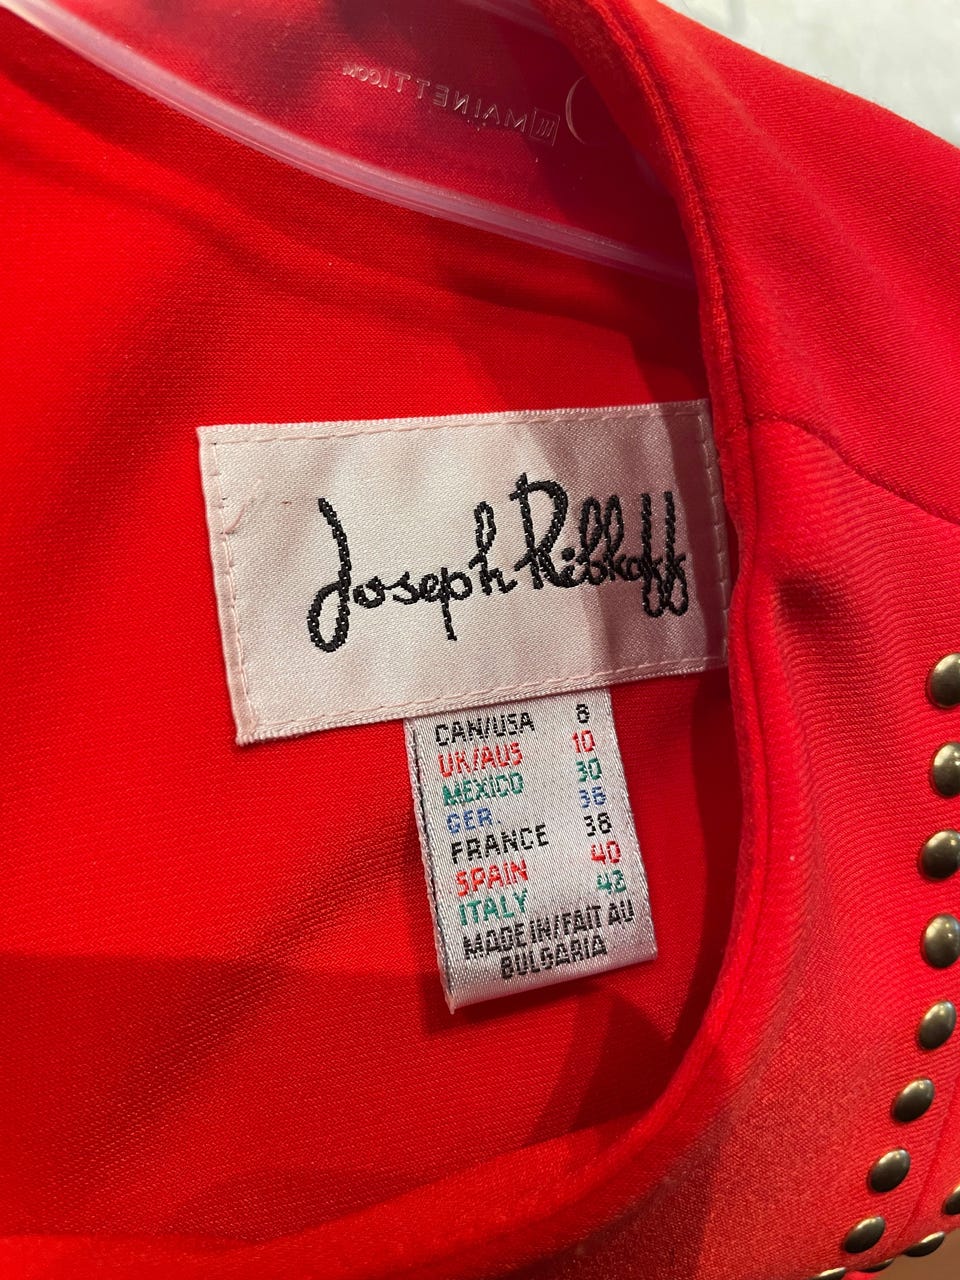 MAINETTI.COM
Joseph Ribkoff
CAN/USA 8
UK/AUS 10
MEXICO 30
GER. 36
FRANCE 38
SPAIN 40
ITALY 42
MADE IN/FAIT AU
BULGARIA